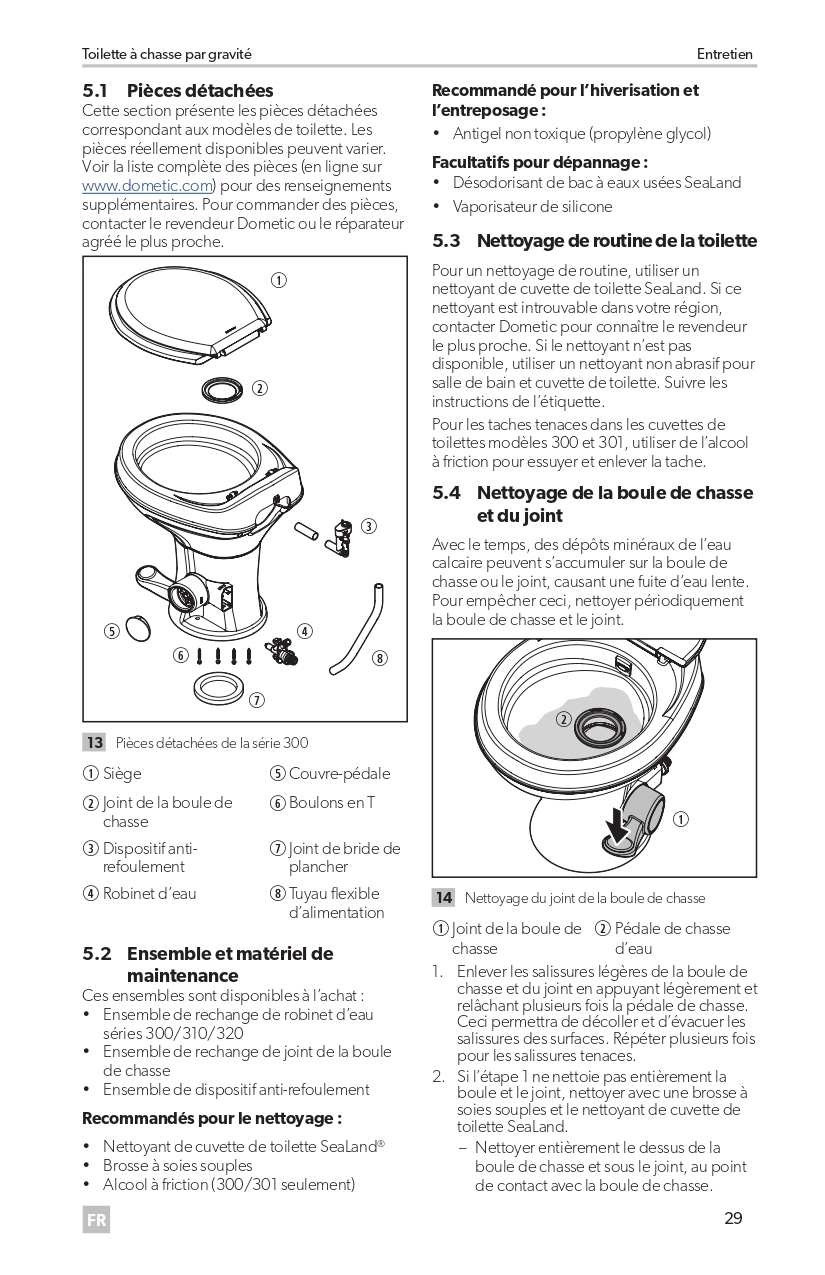 Toilette à chasse par gravité
Entretien
5.1 Pièces détachées
Cette section présente les pièces détachées
correspondant aux modèles de toilette. Les
pièces réellement disponibles peuvent varier.
Voir la liste complète des pièces (en ligne sur
www.dometic.com) pour des renseignements
supplémentaires. Pour commander des pièces,
contacter le revendeur Dometic ou le réparateur
agréé le plus proche.
①
②
③
④
⑤
⑥
⑦
⑧
13 Pièces détachées de la série 300
① Siège
② Joint de la boule de
chasse
③ Dispositif anti-
refoulement
④ Robinet d’eau
⑤ Couvre-pédale
⑥ Boulons en T
⑦ Joint de bride de
plancher
⑧ Tuyau flexible
d’alimentation
5.2 Ensemble et matériel de
maintenance
Ces ensembles sont disponibles à l’achat :
• Ensemble de rechange de robinet d’eau
séries 300/310/320
• Ensemble de rechange de joint de la boule
de chasse
• Ensemble de dispositif anti-refoulement
Recommandés pour le nettoyage :
• Nettoyant de cuvette de toilette SeaLand®
• Brosse à soies souples
• Alcool à friction (300/301 seulement)
Recommandé pour l’hiverisation et
l’entreposage :
• Antigel non toxique (propylène glycol)
Facultatifs pour dépannage :
• Désodorisant de bac à eaux usées SeaLand
• Vaporisateur de silicone
5.3 Nettoyage de routine de la toilette
Pour un nettoyage de routine, utiliser un
nettoyant de cuvette de toilette SeaLand. Si ce
nettoyant est introuvable dans votre région,
contacter Dometic pour connaître le revendeur
le plus proche. Si le nettoyant n’est pas
disponible, utiliser un nettoyant non abrasif pour
salle de bain et cuvette de toilette. Suivre les
instructions de l’étiquette.
Pour les taches tenaces dans les cuvettes de
toilettes modèles 300 et 301, utiliser de l’alcool
à friction pour essuyer et enlever la tache.
5.4 Nettoyage de la boule de chasse
et du joint
Avec le temps, des dépôts minéraux de l’eau
calcaire peuvent s’accumuler sur la boule de
chasse ou le joint, causant une fuite d’eau lente.
Pour empêcher ceci, nettoyer périodiquement
la boule de chasse et le joint.
②
①
14 Nettoyage du joint de la boule de chasse
① Joint de la boule de
chasse
② Pédale de chasse
d’eau
1. Enlever les salissures légères de la boule de
chasse et du joint en appuyant légèrement et
relâchant plusieurs fois la pédale de chasse.
Ceci permettra de décoller et d’évacuer les
salissures des surfaces. Répéter plusieurs fois
pour les salissures tenaces.
2. Si l’étape 1 ne nettoie pas entièrement la
boule et le joint, nettoyer avec une brosse à
soies souples et le nettoyant de cuvette de
toilette SeaLand.
– Nettoyer entièrement le dessus de la
boule de chasse et sous le joint, au point
de contact avec la boule de chasse.
FR
29